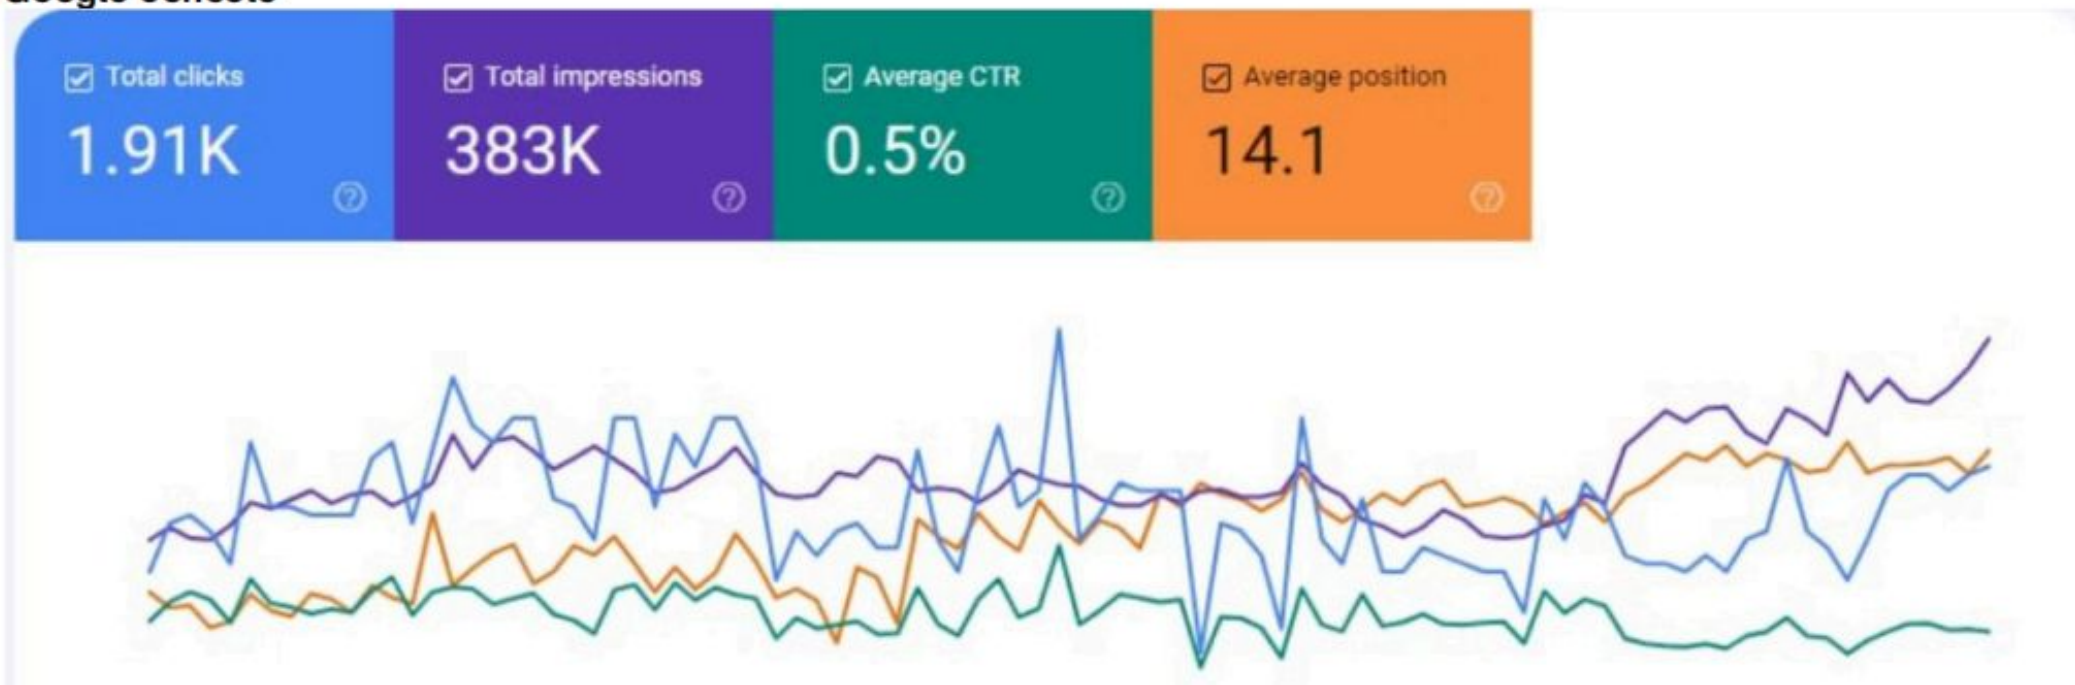 Total clicks
1.91K
Total impressions
383K
Average CTR
0.5%
Average position
14.1